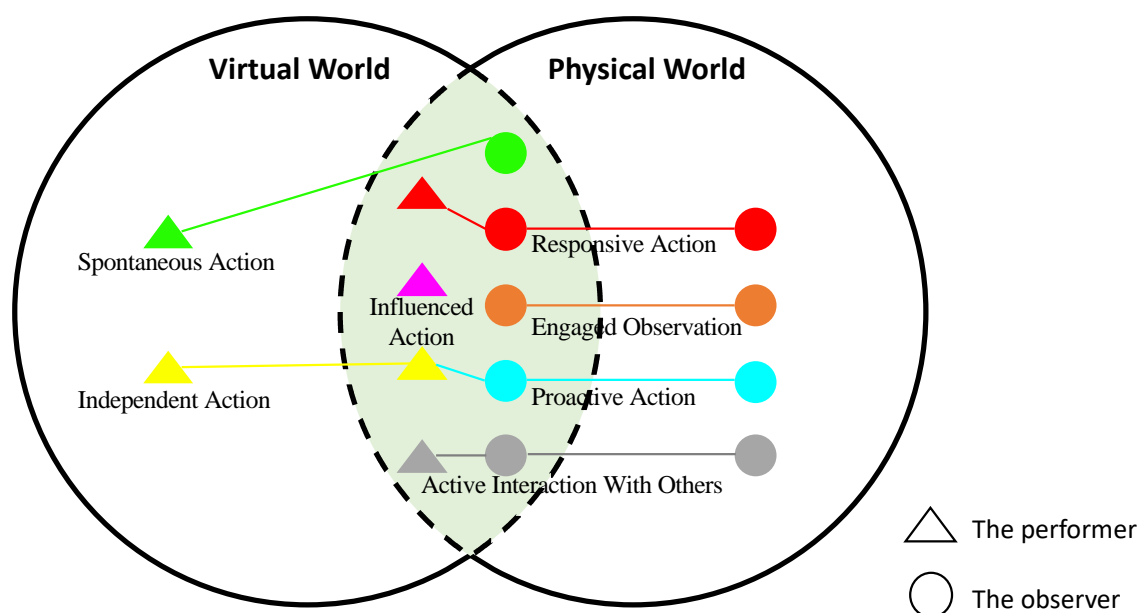 Virtual World
Physical World
Spontaneous Action
Responsive Action
Influenced
Action
Engaged Observation
Independent Action
Proactive Action
Active Interaction With Others
The performer
The observer